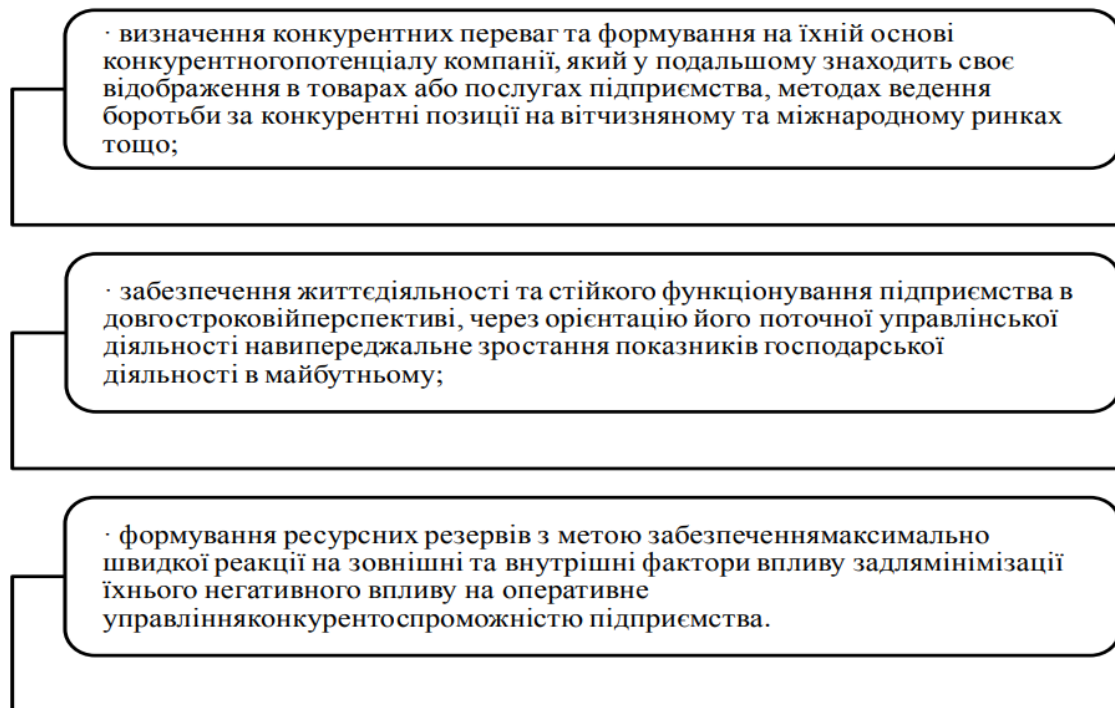 · визначення конкурентних переваг та формування на їхній основі
конкурентногопотенціалу компанії, який у подальшому знаходить своє
відображення в товарах або послугах підприємства, методах ведення
боротьби за конкурентні позиції на вітчизняному та міжнародному ринках
тощо;
· забезпечення життєдіяльності та стійкого функціонування підприємства в
довгостроковійперспективі, через орієнтацію його поточної управлінської
діяльності навипереджальне зростання показників господарської
діяльності в майбутньому;
· формування ресурсних резервів з метою забезпеченнямаксимально
швидкої реакції на зовнішні та внутрішні фактори впливу задлямінімізації
їхнього негативного впливу на оперативне
управлінняконкурентоспроможністю підприємства.